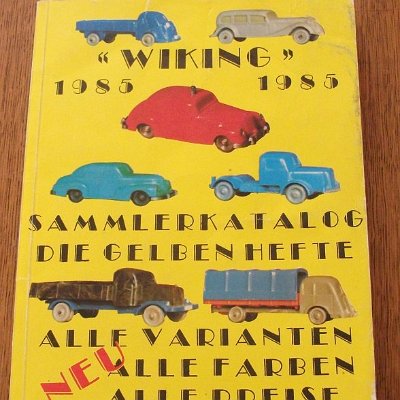 "WIKING"
1985 1985
SAMMLERKATALOG
DIE GELBEN HEFTE
ALLE VARIANTEN
NEU ALLE FARBEN
ALLE PREISE